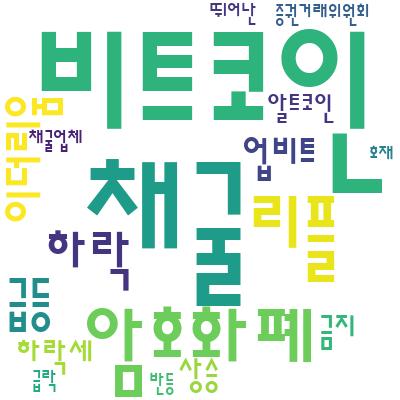 뛰어난
증권거래위원회
비트코인
이더리움
알트코인
채굴업체
업비트
호재
채굴
리플
하락
급등
암호화폐
금지
하락세
상승
급락
반등